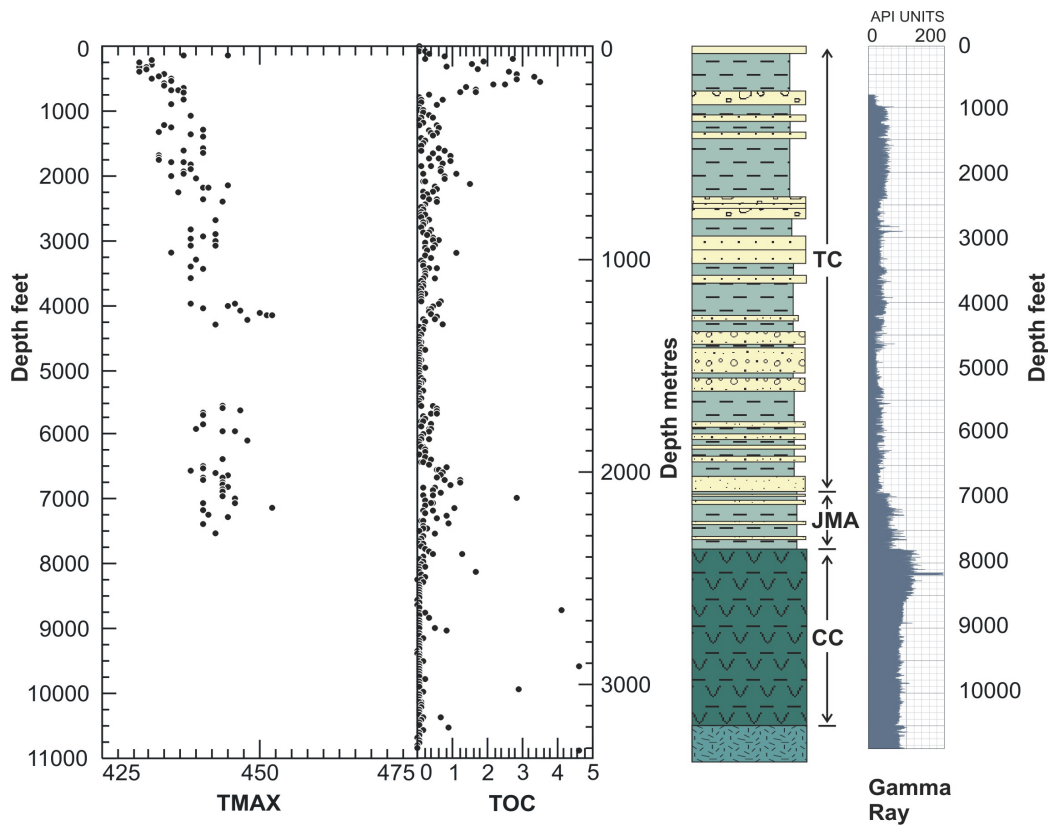 API UNITS
0 200
0
1000
2000
3000
4000
5000
6000
7000
8000
9000
10000
11000
Depth feet
425 450 475
TMAX
0 1 2 3 4 5
TOC
0
1000
2000
3000
Depth metres
TC
JMA
CC
0
1000
2000
3000
4000
5000
6000
7000
8000
9000
10000
Depth feet
Gamma
Ray